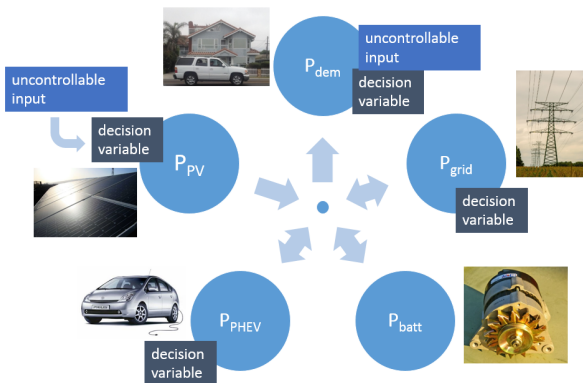 uncontrollable
input
P_dem
decision
variable
uncontrollable
input
decision
variable
P_PV
P_grid
decision
variable
P_PHEV
decision
variable
P_batt